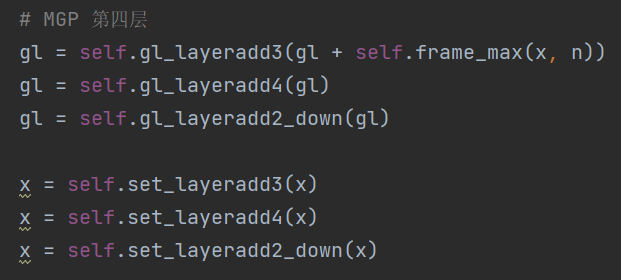 # MGP 第四层
gl = self.gl_layeradd3(gl + self.frame_max(x, n))
gl = self.gl_layeradd4(gl)
gl = self.gl_layeradd2_down(gl)
x = self.set_layeradd3(x)
x = self.set_layeradd4(x)
x = self.set_layeradd2_down(x)